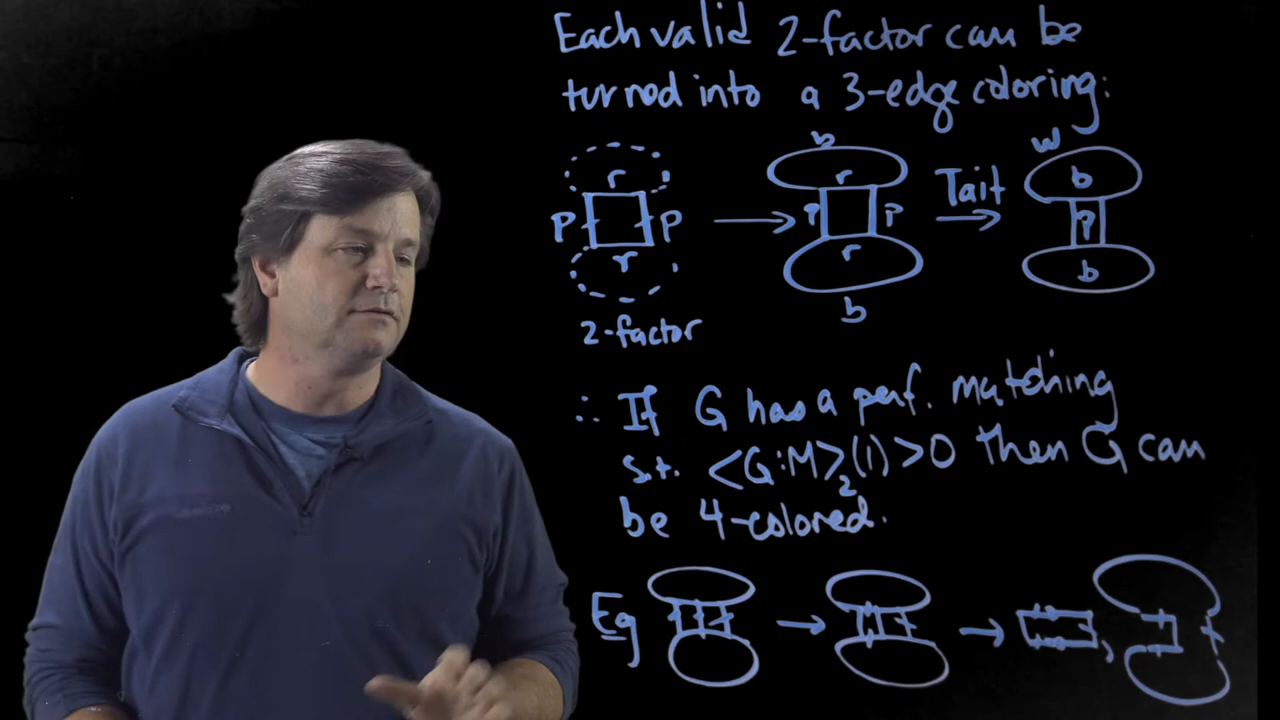 Each valid 2-factor can be
turned into a 3-edge coloring:
b w
r r b
P P P P Tait P
r r b
2-factor b
∴ If G has a perf. matching
s.t. <G:M>₂(1)>0 then G can
be 4-colored.
Eg